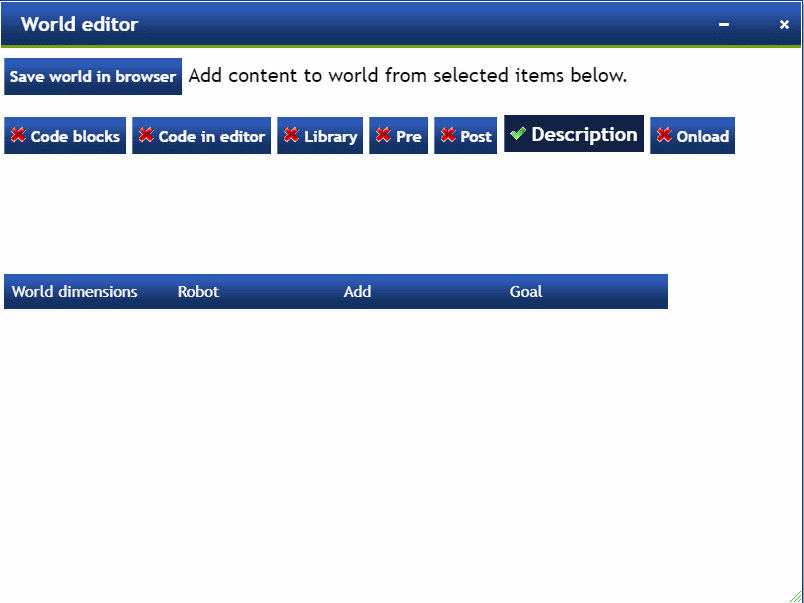 World editor
Save world in browser Add content to world from selected items below.
Code blocks Code in editor Library Pre Post Description Onload
World dimensions Robot Add Goal